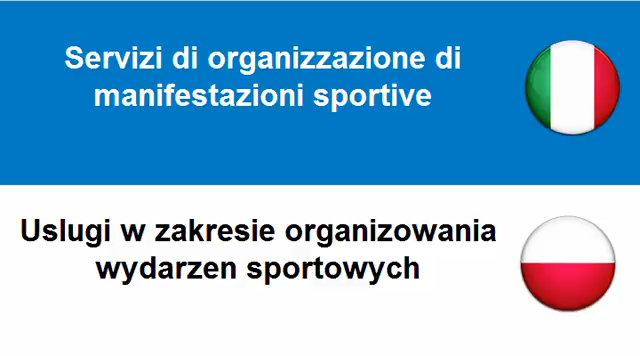 Servizi di organizzazione di
manifestazioni sportive
Uslugi w zakresie organizowania
wydarzen sportowych